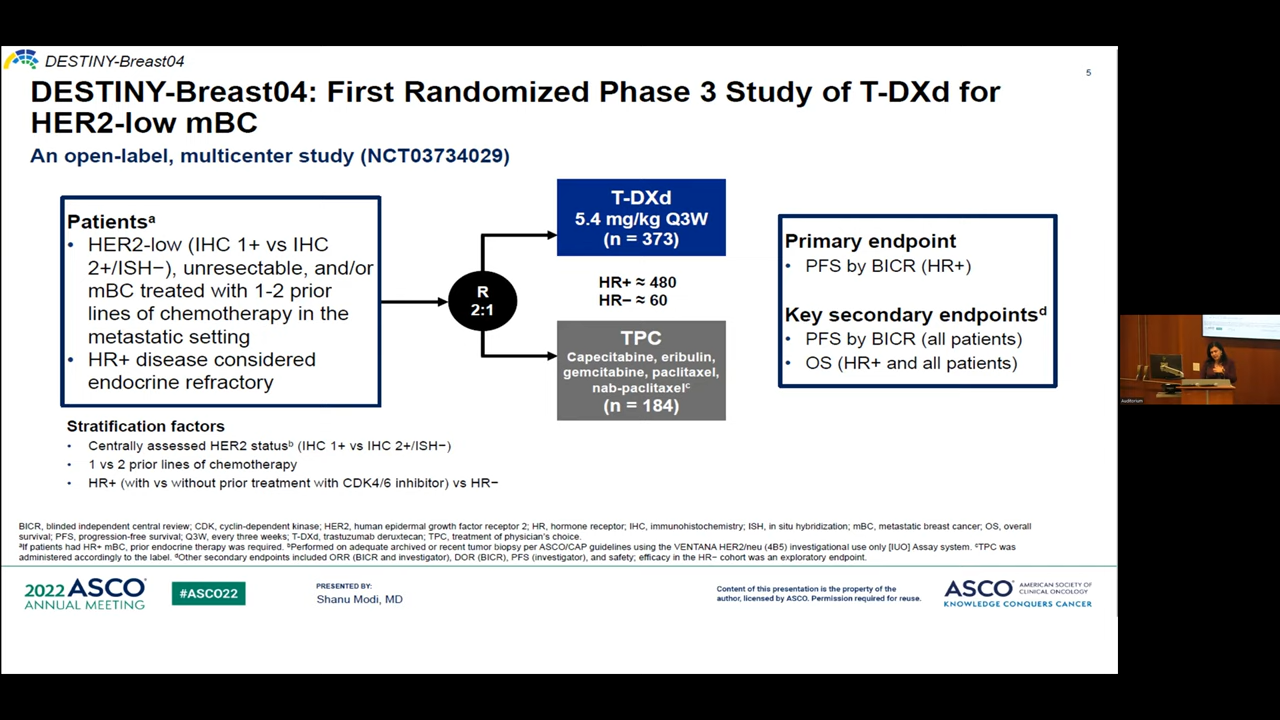 DESTINY-Breast04
5
DESTINY-Breast04: First Randomized Phase 3 Study of T-DXd for
HER2-low mBC
An open-label, multicenter study (NCT03734029)
Patientsᵃ
• HER2-low (IHC 1+ vs IHC
2+/ISH−), unresectable, and/or
mBC treated with 1-2 prior
lines of chemotherapy in the
metastatic setting
• HR+ disease considered
endocrine refractory
R
2:1
T-DXd
5.4 mg/kg Q3W
(n = 373)
HR+ ≈ 480
HR− ≈ 60
TPC
Capecitabine, eribulin,
gemcitabine, paclitaxel,
nab-paclitaxelᶜ
(n = 184)
Primary endpoint
• PFS by BICR (HR+)
Key secondary endpointsᵈ
• PFS by BICR (all patients)
• OS (HR+ and all patients)
Stratification factors
• Centrally assessed HER2 statusᵇ (IHC 1+ vs IHC 2+/ISH−)
• 1 vs 2 prior lines of chemotherapy
• HR+ (with vs without prior treatment with CDK4/6 inhibitor) vs HR−
BICR, blinded independent central review; CDK, cyclin-dependent kinase; HER2, human epidermal growth factor receptor 2; HR, hormone receptor; IHC, immunohistochemistry; ISH, in situ hybridization; mBC, metastatic breast cancer; OS, overall
survival; PFS, progression-free survival; Q3W, every three weeks; T-DXd, trastuzumab deruxtecan; TPC, treatment of physician's choice.
ᵃIf patients had HR+ mBC, prior endocrine therapy was required. ᵇPerformed on adequate archived or recent tumor biopsy per ASCO/CAP guidelines using the VENTANA HER2/neu (4B5) investigational use only [IUO] Assay system. ᶜTPC was
administered accordingly to the label. ᵈOther secondary endpoints included ORR (BICR and investigator), DOR (BICR), PFS (investigator), and safety; efficacy in the HR− cohort was an exploratory endpoint.
2022 ASCO
ANNUAL MEETING
#ASCO22
PRESENTED BY:
Shanu Modi, MD
Content of this presentation is the property of the
author, licensed by ASCO. Permission required for reuse.
ASCO AMERICAN SOCIETY OF
CLINICAL ONCOLOGY
KNOWLEDGE CONQUERS CANCER
Auditorium